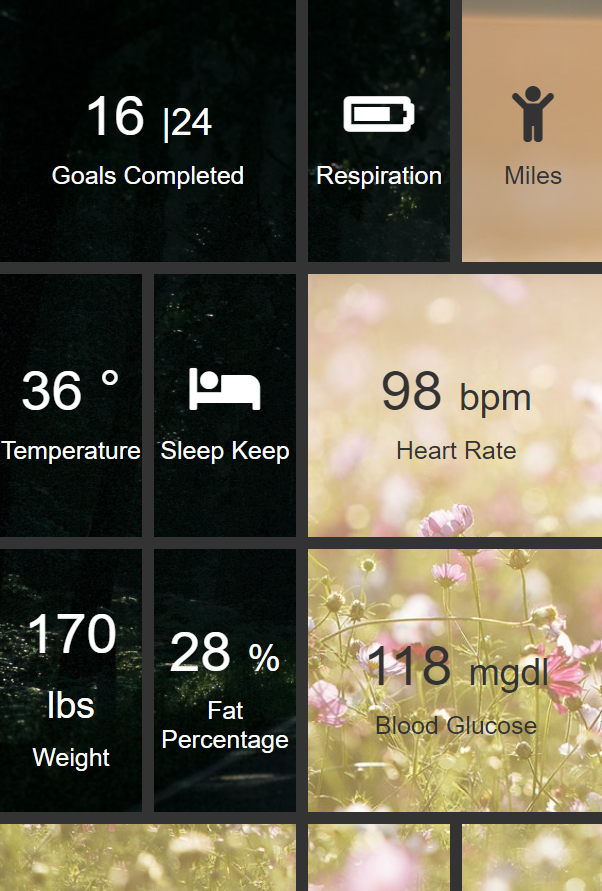 16 |24
Goals Completed
Respiration
Miles
36 °
Temperature
Sleep Keep
98 bpm
Heart Rate
170
lbs
Weight
28 %
Fat
Percentage
118 mgdl
Blood Glucose